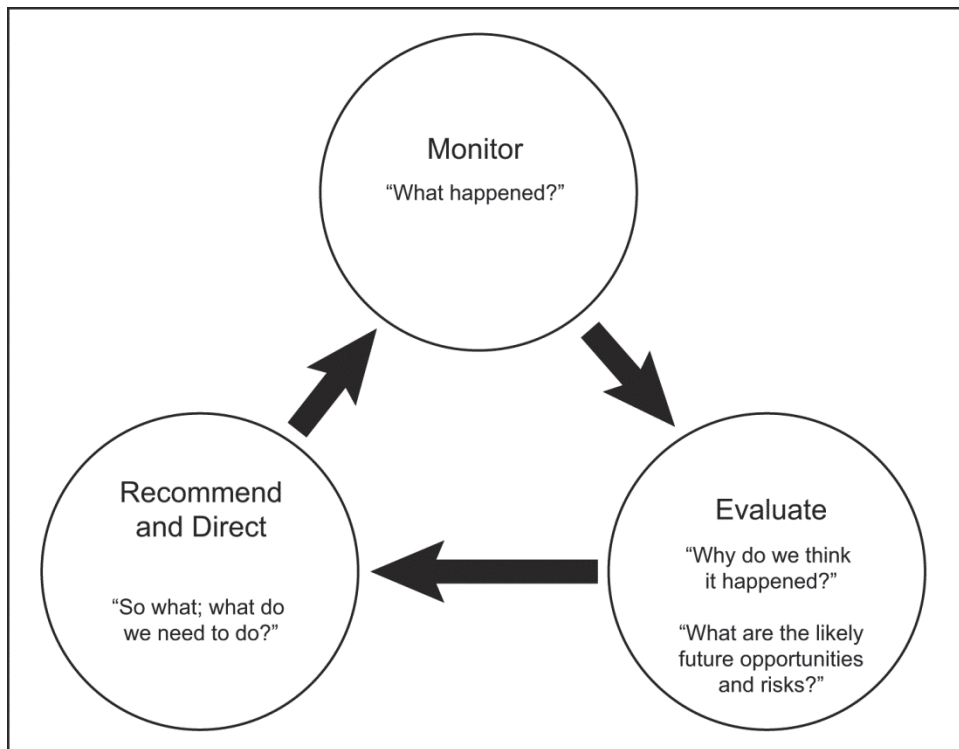 Monitor
“What happened?”
Recommend
and Direct
“So what; what do
we need to do?”
Evaluate
“Why do we think
it happened?”
“What are the likely
future opportunities
and risks?”